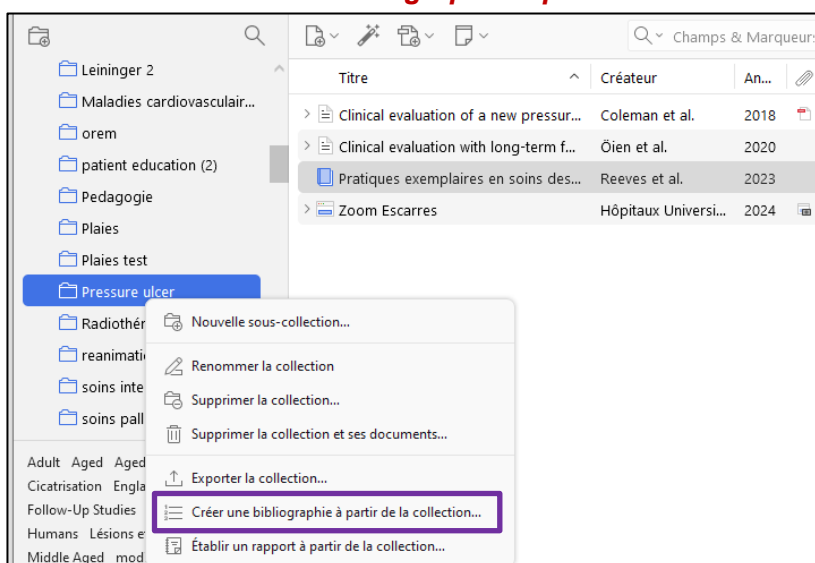 Champs & Marqueurs
Leininger 2
Maladies cardiovasculair...
orem
patient education (2)
Pedagogie
Plaies
Plaies test
Pressure ulcer
Radiothér
reanimati
soins inte
soins pall
Titre Créateur An...
Clinical evaluation of a new pressur... Coleman et al. 2018
Clinical evaluation with long-term f... Öien et al. 2020
Pratiques exemplaires en soins des... Reeves et al. 2023
Zoom Escarres Hôpitaux Universi... 2024
Nouvelle sous-collection...
Renommer la collection
Supprimer la collection...
Supprimer la collection et ses documents...
Exporter la collection...
Créer une bibliographie à partir de la collection...
Établir un rapport à partir de la collection...
Adult Aged Aged
Cicatrisation Engla
Follow-Up Studies
Humans Lésions e
Middle Aged mod